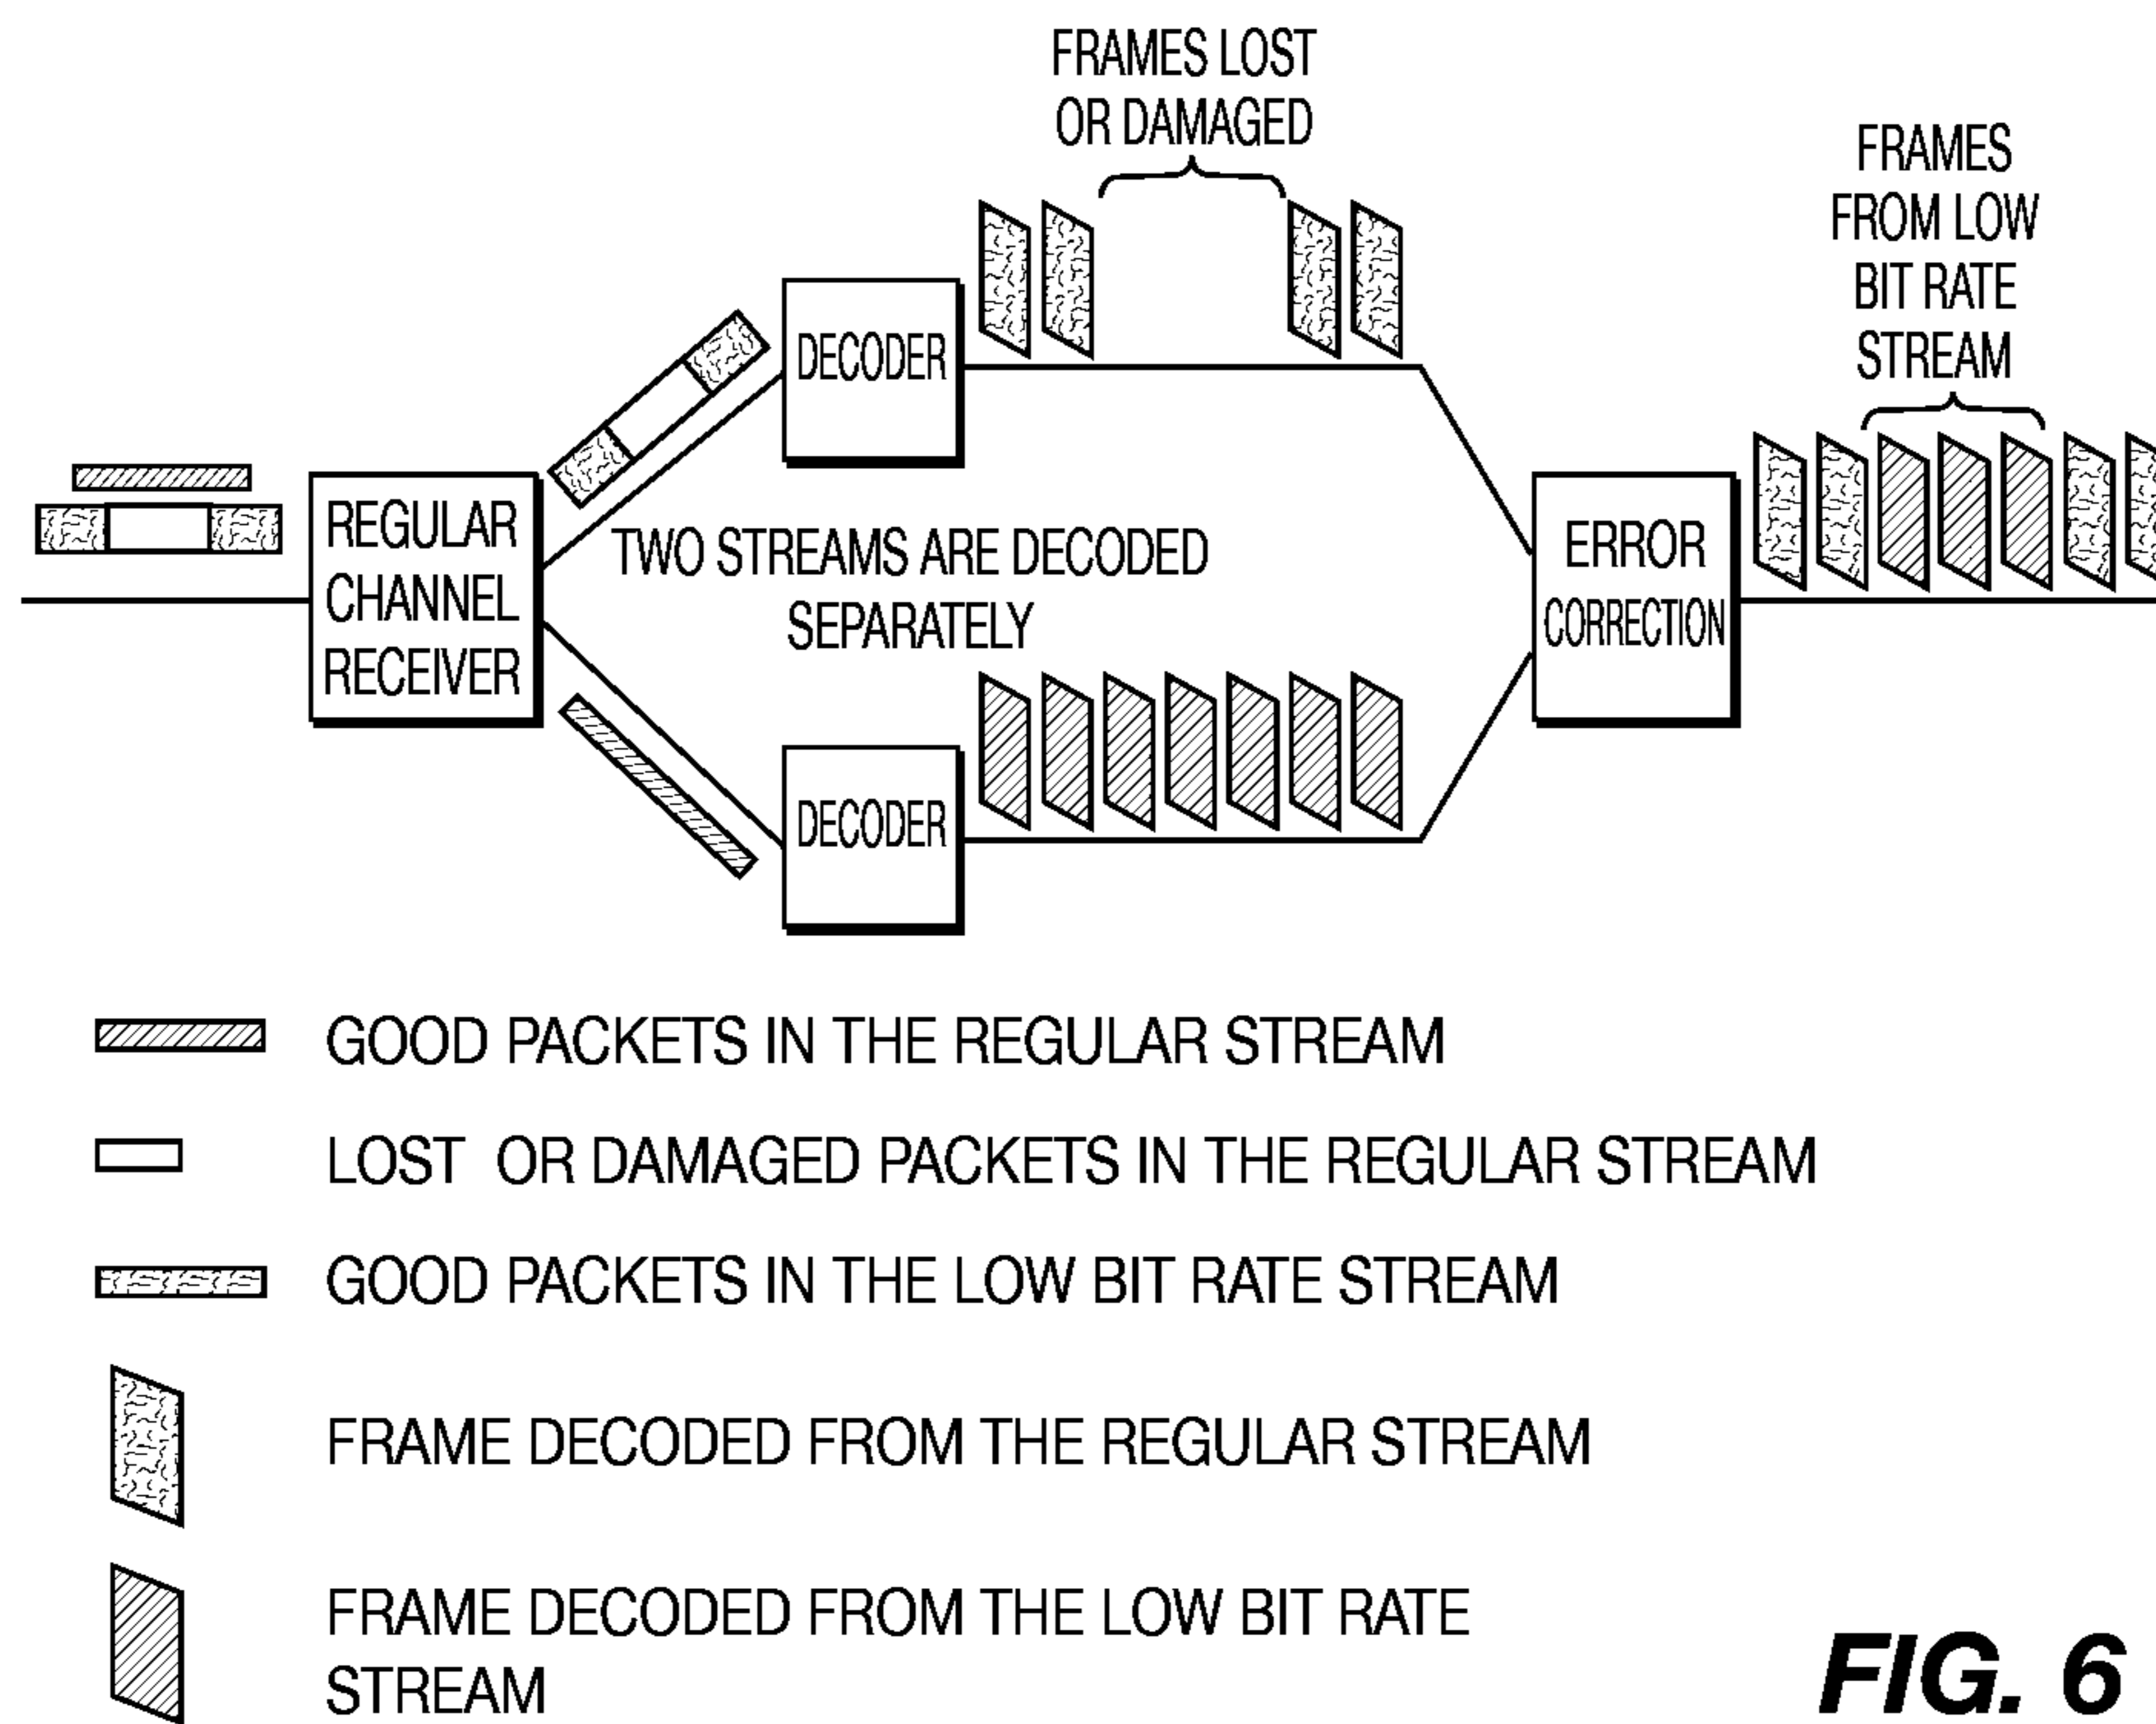 FRAMES LOST
OR DAMAGED
FRAMES
FROM LOW
BIT RATE
STREAM
DECODER
REGULAR
CHANNEL
RECEIVER
TWO STREAMS ARE DECODED
SEPARATELY
ERROR
CORRECTION
DECODER
GOOD PACKETS IN THE REGULAR STREAM
LOST OR DAMAGED PACKETS IN THE REGULAR STREAM
GOOD PACKETS IN THE LOW BIT RATE STREAM
FRAME DECODED FROM THE REGULAR STREAM
FRAME DECODED FROM THE LOW BIT RATE
STREAM
FIG. 6